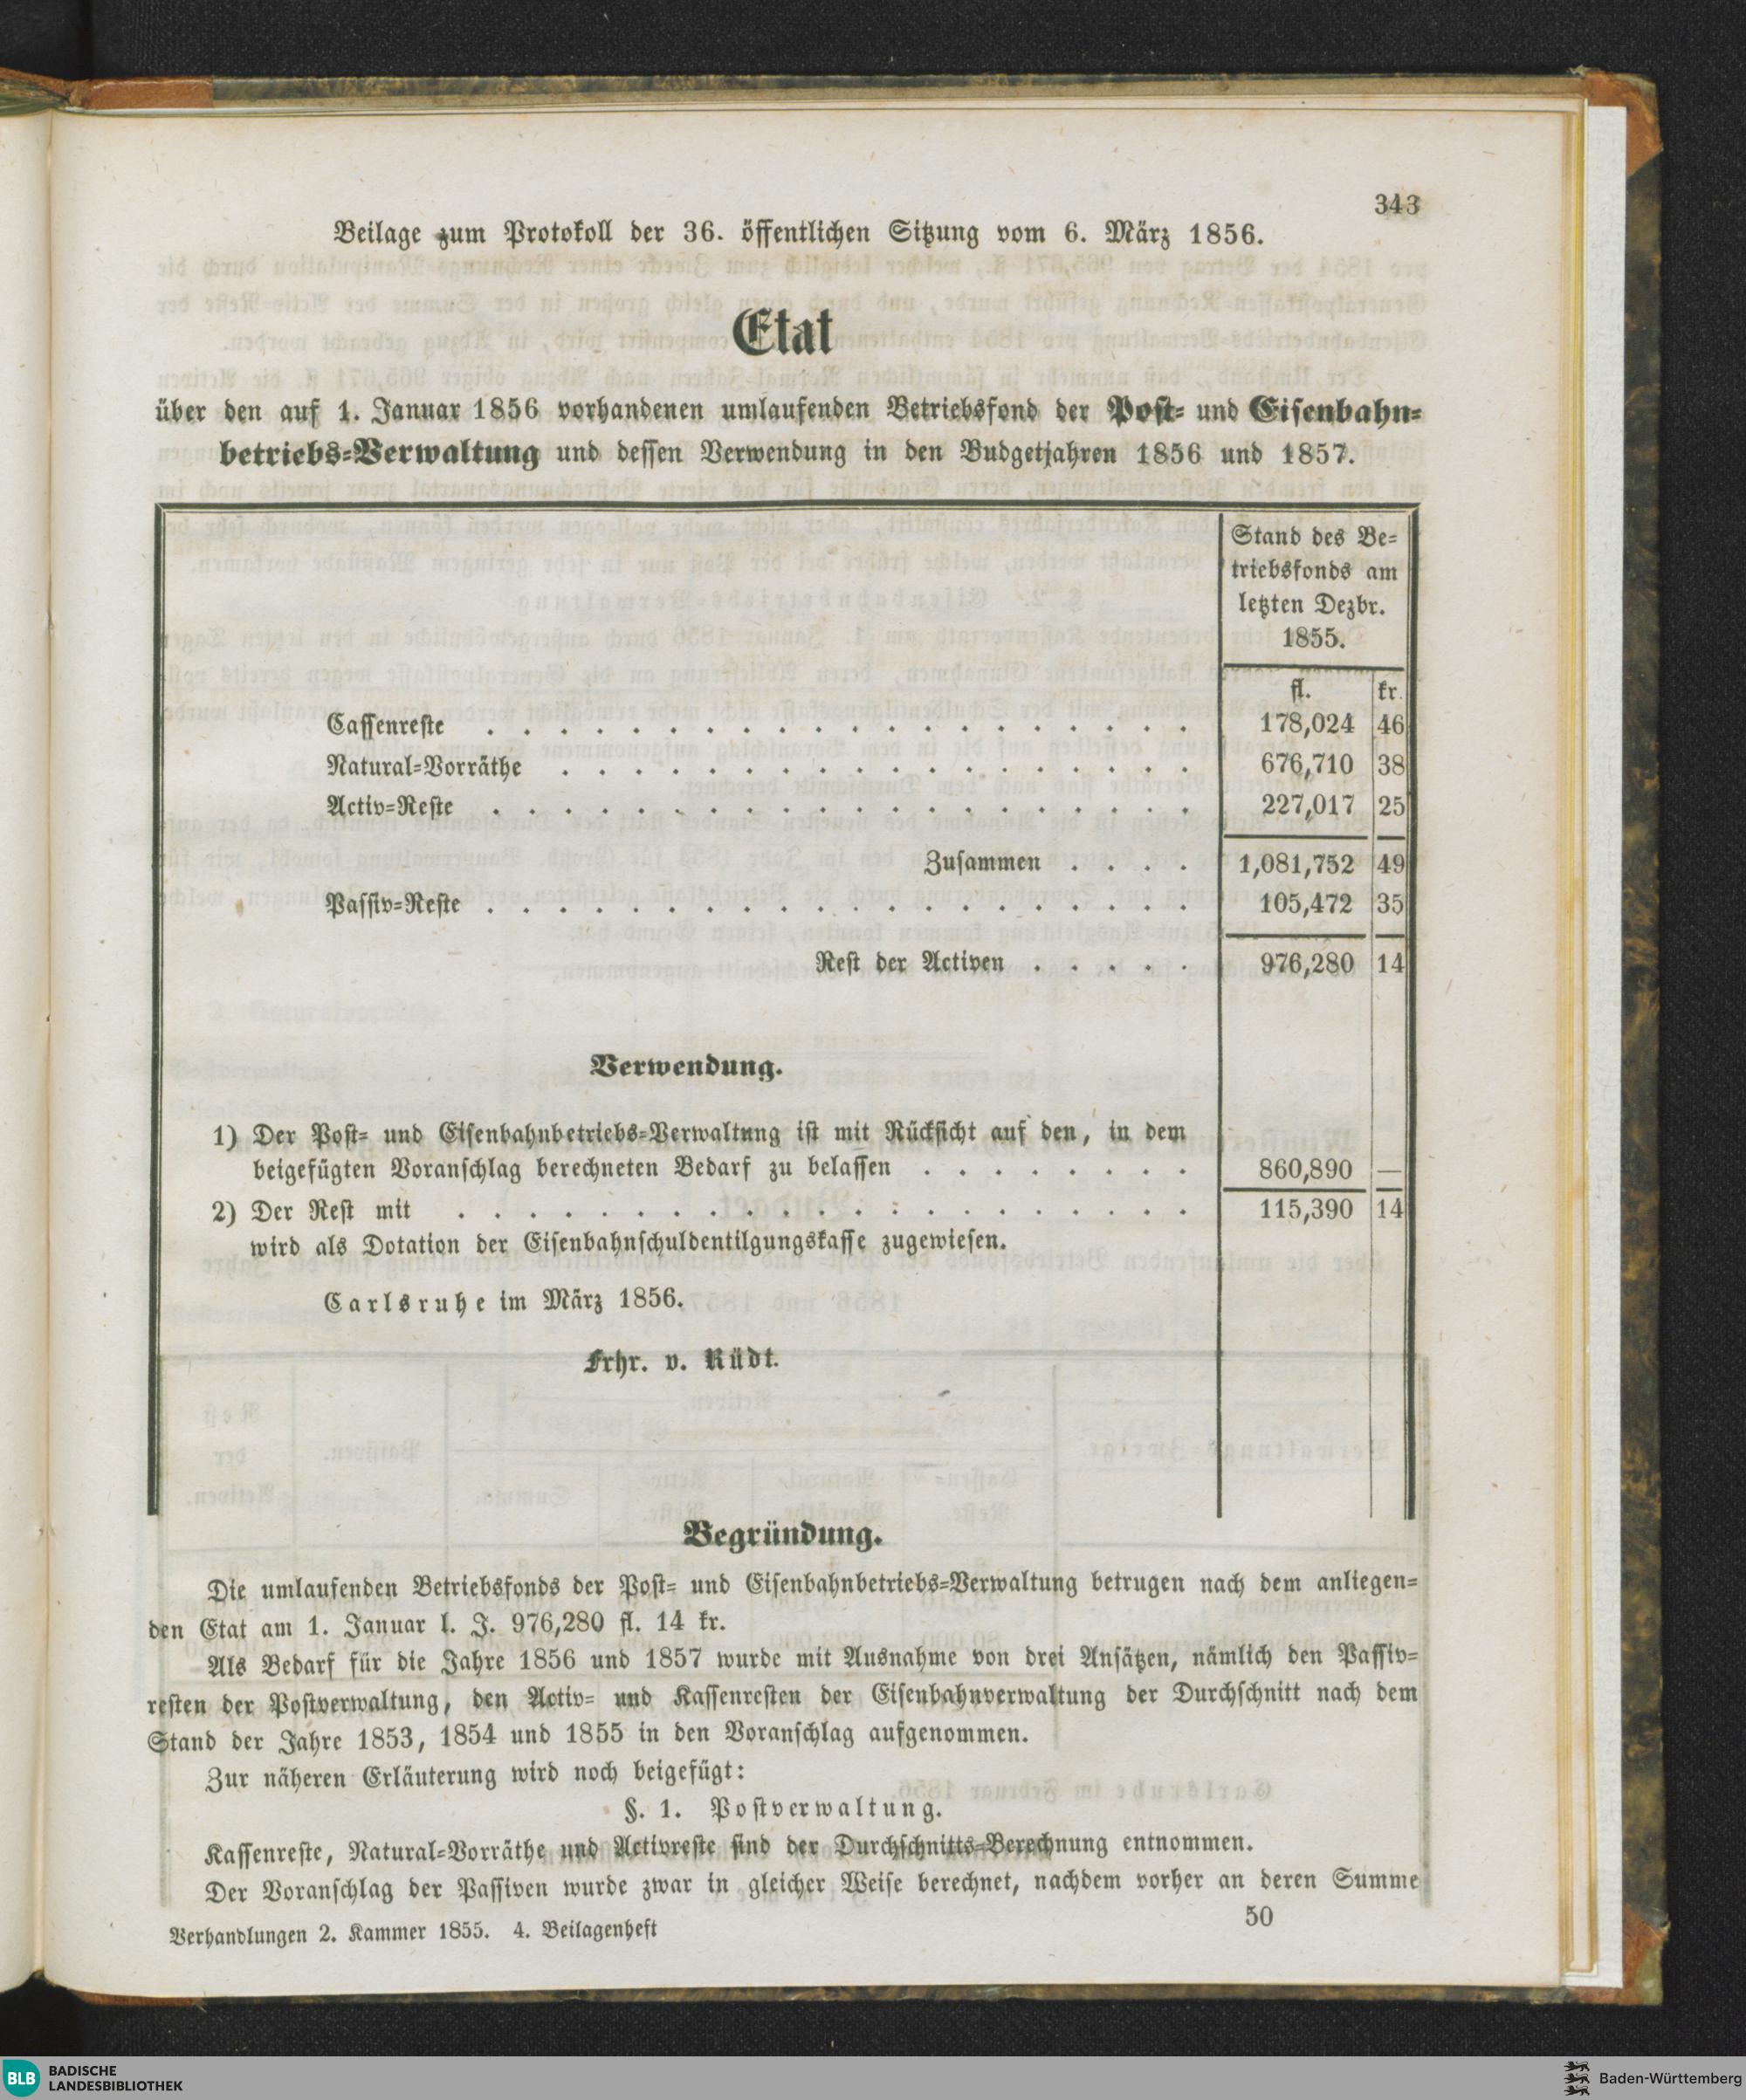 343
Beilage zum Protokoll der 36. öffentlichen Sitzung vom 6. März 1856.
Etat
über den auf 1. Januar 1856 vorhandenen umlaufenden Betriebsfond der Post- und Eisenbahn-
betriebs-Verwaltung und dessen Verwendung in den Budgetjahren 1856 und 1857.
Stand des Be-
triebsfonds am
letzten Dezbr.
1855.
fl. kr.
Cassenreste . . . . . . . . . . . . . . . . . . . . 178,024 46
Natural-Vorräthe . . . . . . . . . . . . . . . . . . 676,710 38
Activ-Reste . . . . . . . . . . . . . . . . . . . . 227,017 25
Zusammen . . . . 1,081,752 49
Passiv-Reste . . . . . . . . . . . . . . . . . . . . 105,472 35
Rest der Activen . . . . . 976,280 14
Verwendung.
1) Der Post- und Eisenbahnbetriebs-Verwaltung ist mit Rücksicht auf den, in dem
beigefügten Voranschlag berechneten Bedarf zu belassen . . . . . . . . 860,890 —
2) Der Rest mit . . . . . . . . . . . . . . . . . . . . . 115,390 14
wird als Dotation der Eisenbahnschuldentilgungskasse zugewiesen.
Carlsruhe im März 1856.
Frhr. v. Rüdt.
Begründung.
Die umlaufenden Betriebsfonds der Post- und Eisenbahnbetriebs-Verwaltung betrugen nach dem anliegen-
den Etat am 1. Januar l. J. 976,280 fl. 14 kr.
Als Bedarf für die Jahre 1856 und 1857 wurde mit Ausnahme von drei Ansätzen, nämlich den Passiv-
resten der Postverwaltung, den Activ- und Kassenresten der Eisenbahnverwaltung der Durchschnitt nach dem
Stand der Jahre 1853, 1854 und 1855 in den Voranschlag aufgenommen.
Zur näheren Erläuterung wird noch beigefügt:
§. 1. Postverwaltung.
Kassenreste, Natural-Vorräthe und Activreste sind der Durchschnitts-Berechnung entnommen.
Der Voranschlag der Passiven wurde zwar in gleicher Weise berechnet, nachdem vorher an deren Summe
Verhandlungen 2. Kammer 1855. 4. Beilagenheft 50
BLB BADISCHE
LANDESBIBLIOTHEK
Baden-Württemberg